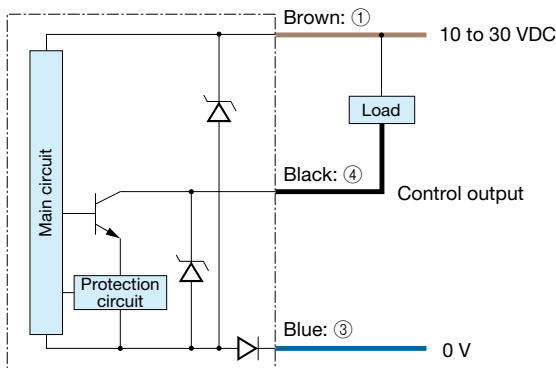 Brown: ①
10 to 30 VDC
Load
Main circuit
Black: ④
Control output
Protection
circuit
Blue: ③
0 V